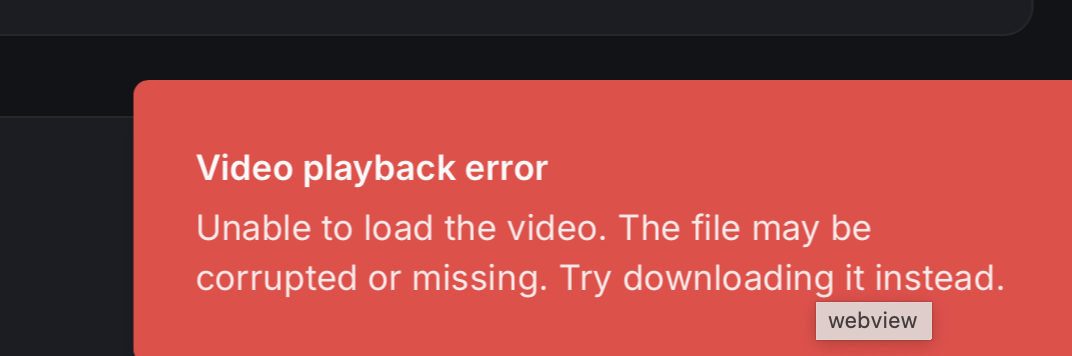 Video playback error
Unable to load the video. The file may be
corrupted or missing. Try downloading it instead.
webview